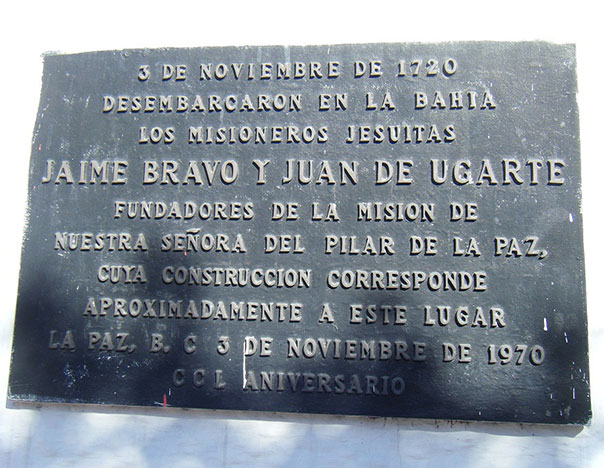 3 DE NOVIEMBRE DE 1720
DESEMBARCARON EN LA BAHIA
LOS MISIONEROS JESUITAS
JAIME BRAVO Y JUAN DE UGARTE
FUNDADORES DE LA MISION DE
NUESTRA SEÑORA DEL PILAR DE LA PAZ,
CUYA CONSTRUCCION CORRESPONDE
APROXIMADAMENTE A ESTE LUGAR
LA PAZ, B. C 3 DE NOVIEMBRE DE 1970
CCL ANIVERSARIO